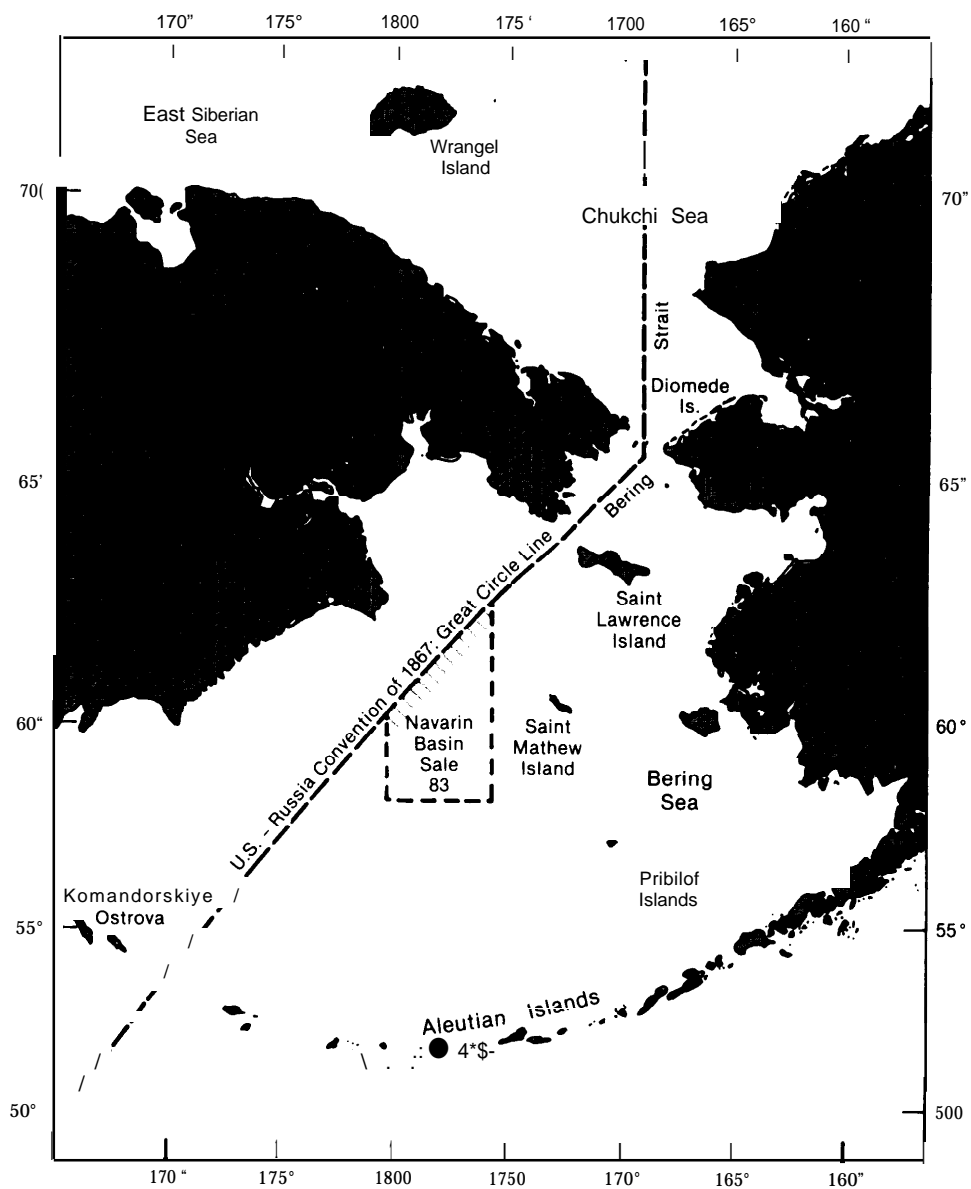 170" 175° 1800 175' 1700 165° 160"
East Siberian
Sea
Wrangel
Island
70( 70"
Chukchi Sea
Strait
Diomede
Is.
65' 65"
Bering
U.S. - Russia Convention of 1867: Great Circle Line
Saint
Lawrence
Island
60" 60°
Navarin
Basin
Sale
83
Saint
Mathew
Island
Bering
Sea
Pribilof
Islands
Komandorskiye
Ostrova
55° 55°
Aleutian Islands
4*$-
50° 500
170 " 175° 1800 1750 170° 165° 160"